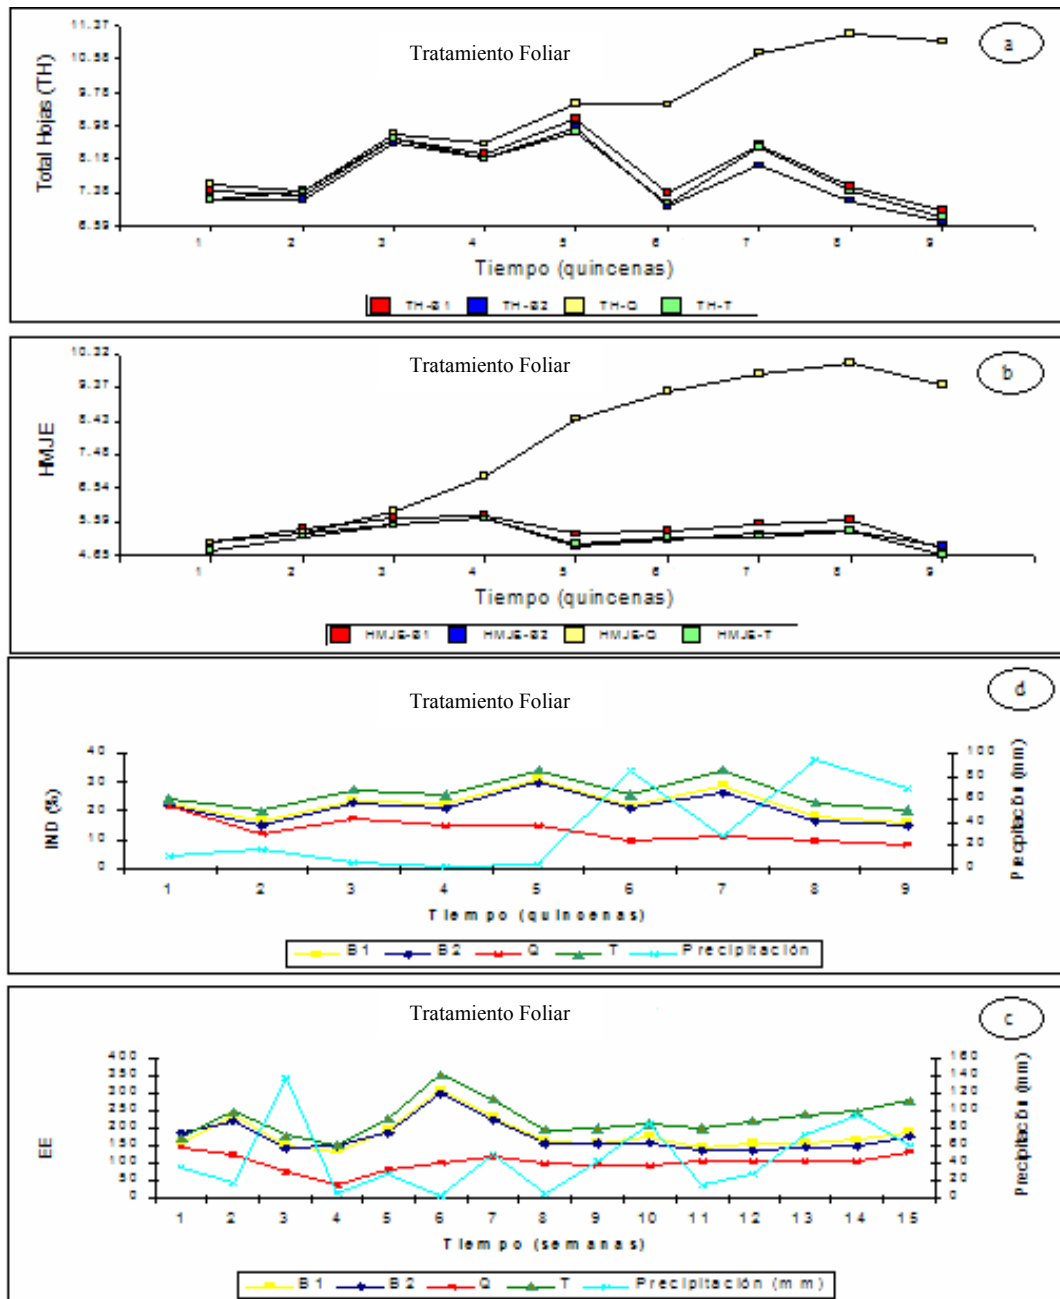 Tratamiento Foliar
a
Total Hojas (TH)
11.37
10.58
9.78
8.98
8.18
7.38
6.59
1 2 3 4 5 6 7 8 9
Tiempo (quincenas)
TH-B1 TH-B2 TH-Q TH-T
Tratamiento Foliar
b
HMJE
10.32
9.37
8.43
7.48
6.54
5.59
4.65
1 2 3 4 5 6 7 8 9
Tiempo (quincenas)
HMJE-B1 HMJE-B2 HMJE-Q HMJE-T
Tratamiento Foliar
d
IND (%)
40
30
20
10
0
Precipitación (mm)
100
80
60
40
20
0
1 2 3 4 5 6 7 8 9
Tiempo (quincenas)
B1 B2 Q T Precipitación
Tratamiento Foliar
c
EE
400
350
300
250
200
150
100
50
0
Precipitación (mm)
160
140
120
100
80
60
40
20
0
1 2 3 4 5 6 7 8 9 10 11 12 13 14 15
Tiempo (semanas)
B1 B2 Q T Precipitación (mm)